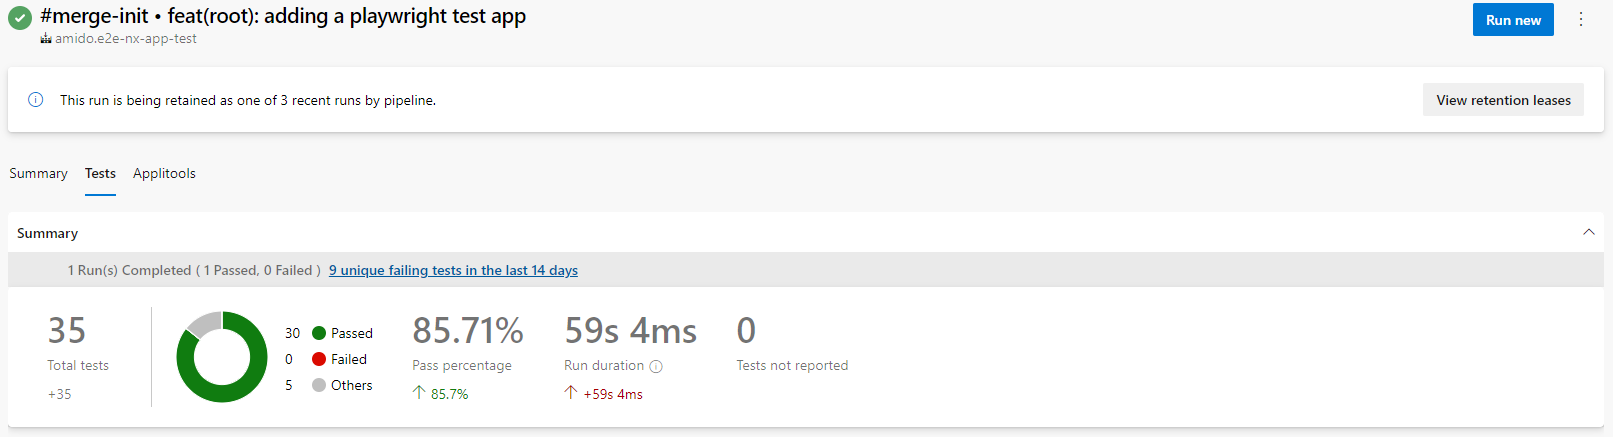 #merge-init • feat(root): adding a playwright test app
Run new
amido.e2e-nx-app-test
This run is being retained as one of 3 recent runs by pipeline.
View retention leases
Summary Tests Applitools
Summary
1 Run(s) Completed ( 1 Passed, 0 Failed ) 9 unique failing tests in the last 14 days
35
Total tests
+35
30 Passed
0 Failed
5 Others
85.71%
Pass percentage
85.7%
59s 4ms
Run duration
+59s 4ms
0
Tests not reported